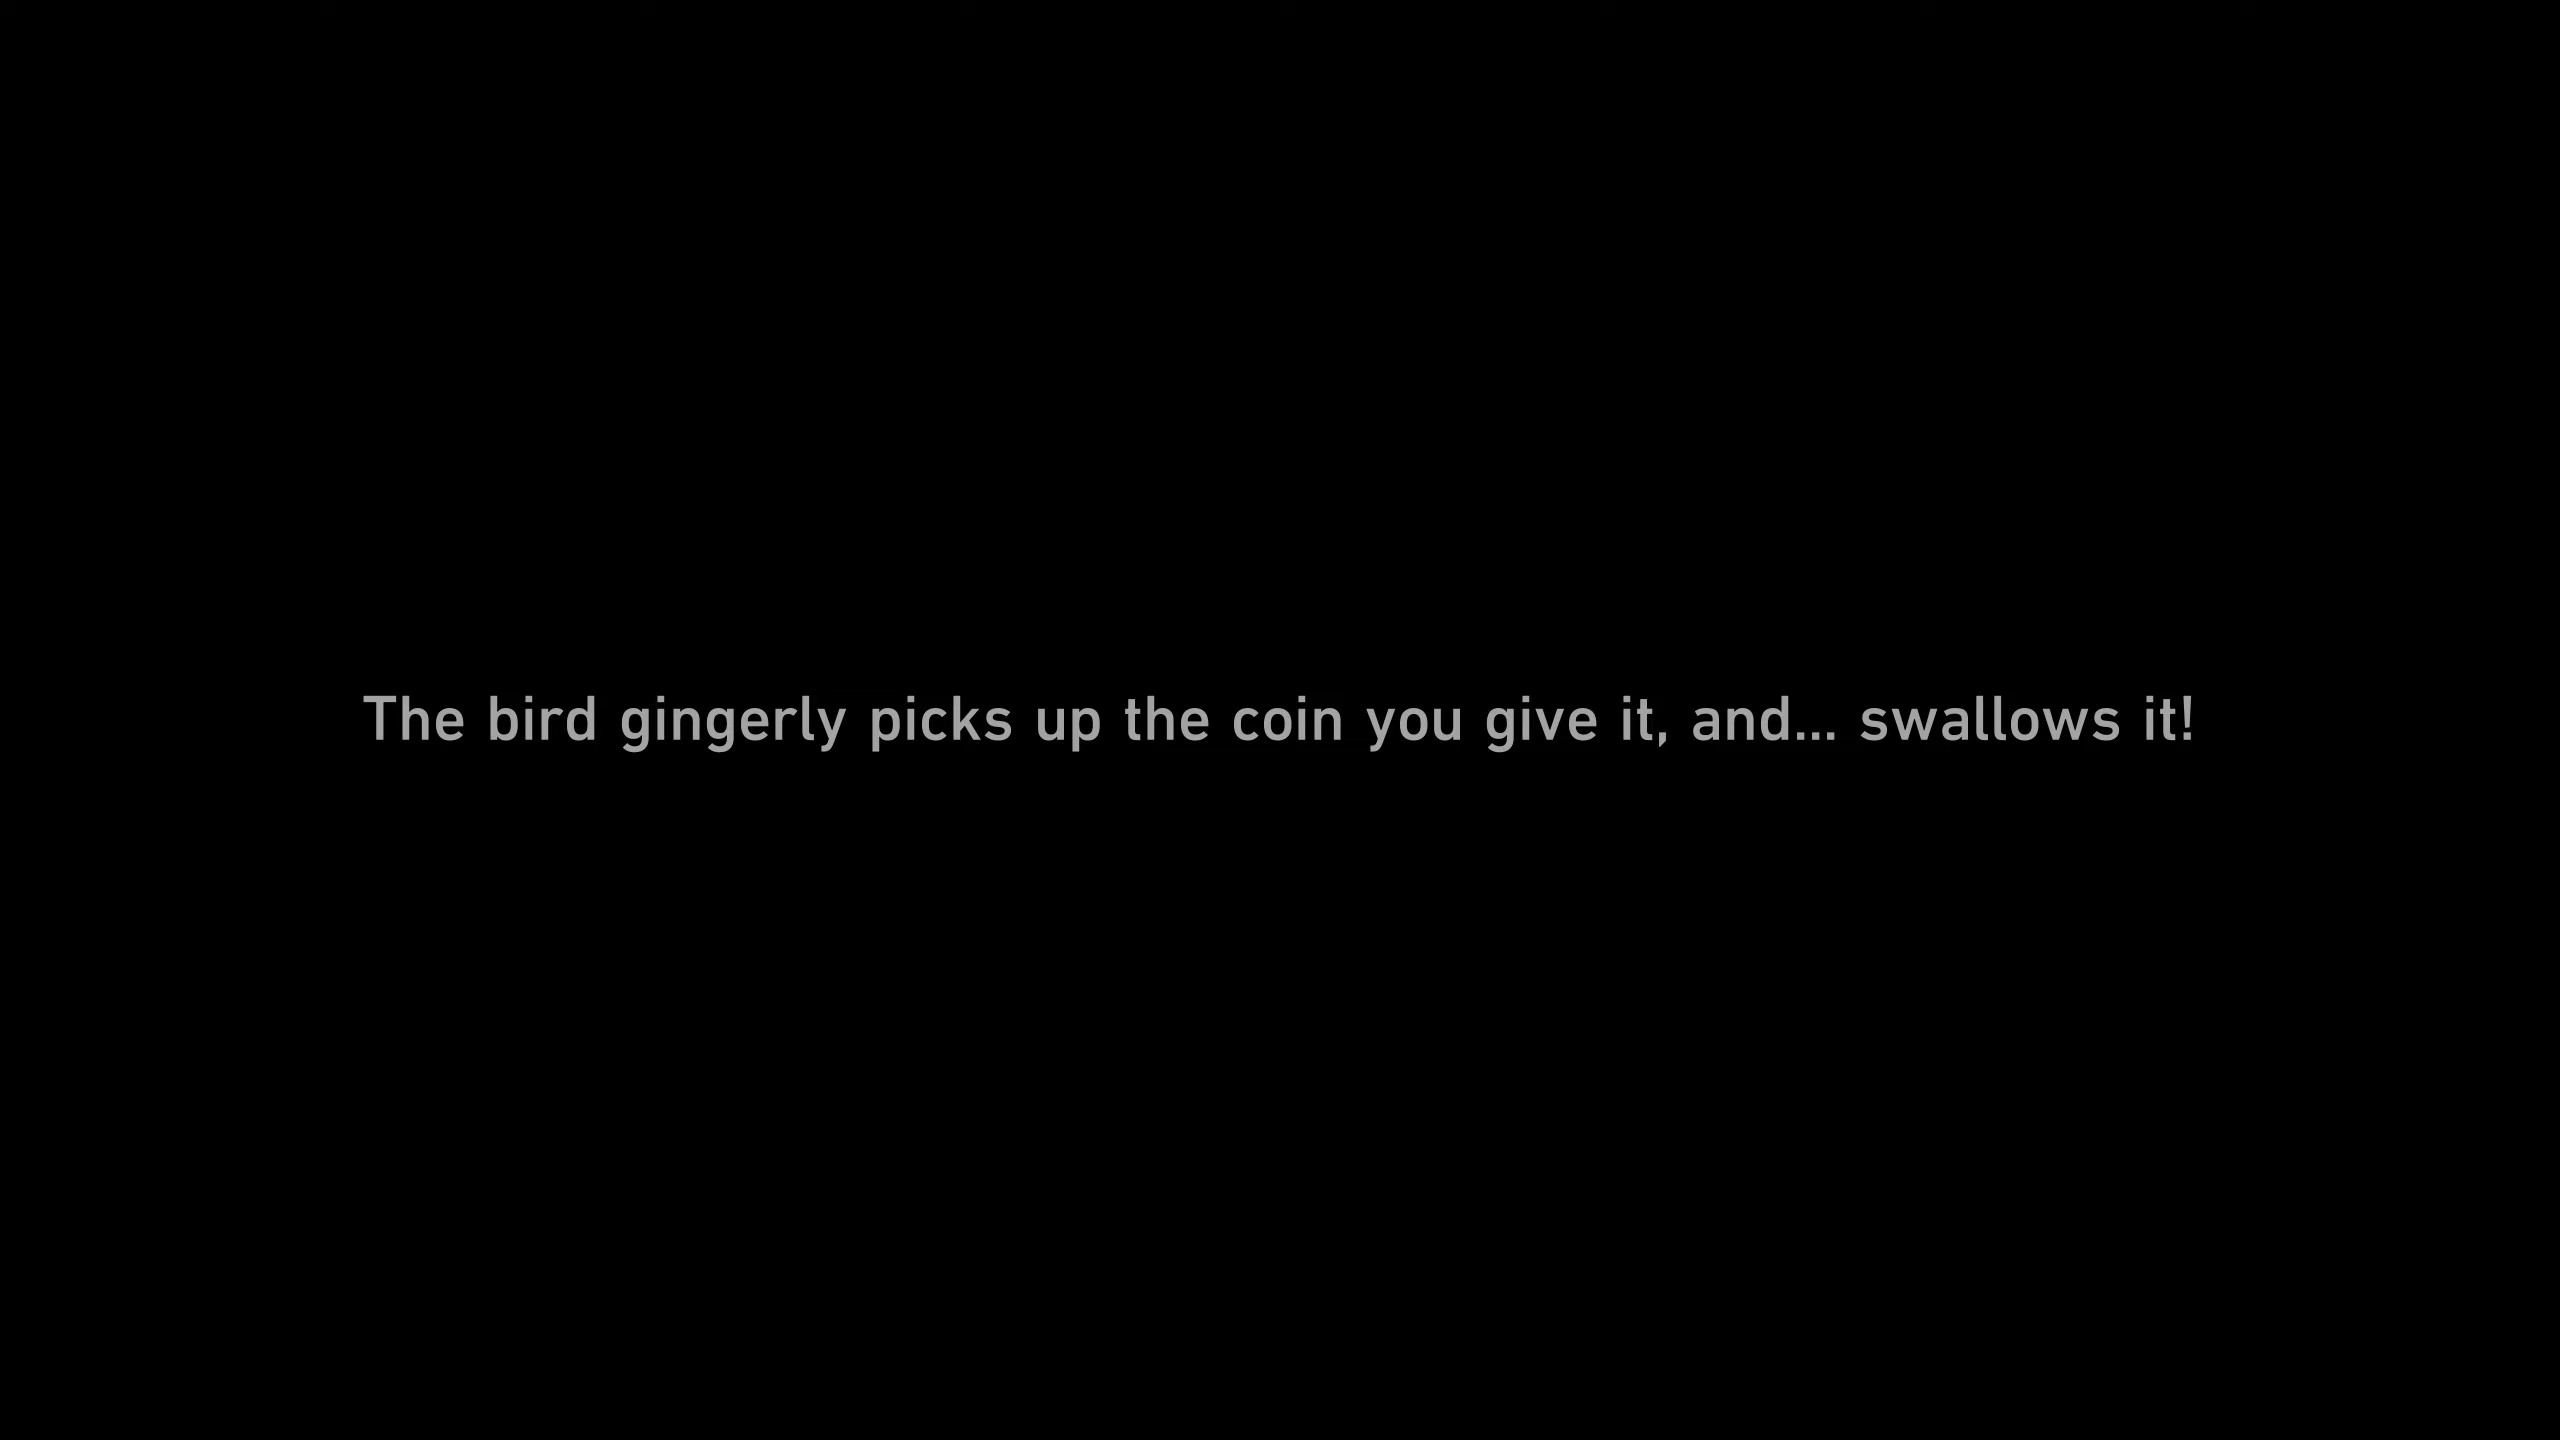 The bird gingerly picks up the coin you give it, and... swallows it!